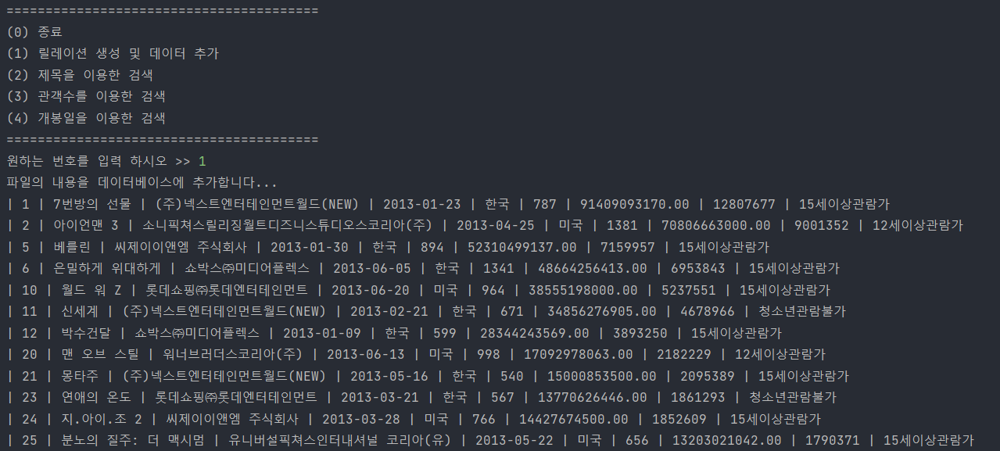 ========================================
(0) 종료
(1) 릴레이션 생성 및 데이터 추가
(2) 제목을 이용한 검색
(3) 관객수를 이용한 검색
(4) 개봉일을 이용한 검색
========================================
원하는 번호를 입력 하시오 >> 1
파일의 내용을 데이터베이스에 추가합니다...
| 1 | 7번방의 선물 | (주)넥스트엔터테인먼트월드(NEW) | 2013-01-23 | 한국 | 787 | 91409093170.00 | 12807677 | 15세이상관람가
| 2 | 아이언맨 3 | 소니픽쳐스릴리징월트디즈니스튜디오스코리아(주) | 2013-04-25 | 미국 | 1381 | 70806663000.00 | 9001352 | 12세이상관람가
| 5 | 베를린 | 씨제이이앤엠 주식회사 | 2013-01-30 | 한국 | 894 | 52310499137.00 | 7159957 | 15세이상관람가
| 6 | 은밀하게 위대하게 | 쇼박스㈜미디어플렉스 | 2013-06-05 | 한국 | 1341 | 48664256413.00 | 6953843 | 15세이상관람가
| 10 | 월드 워 Z | 롯데쇼핑㈜롯데엔터테인먼트 | 2013-06-20 | 미국 | 964 | 38555198000.00 | 5237551 | 15세이상관람가
| 11 | 신세계 | (주)넥스트엔터테인먼트월드(NEW) | 2013-02-21 | 한국 | 671 | 34856276905.00 | 4678966 | 청소년관람불가
| 12 | 박수건달 | 쇼박스㈜미디어플렉스 | 2013-01-09 | 한국 | 599 | 28344243569.00 | 3893250 | 15세이상관람가
| 20 | 맨 오브 스틸 | 워너브러더스코리아(주) | 2013-06-13 | 미국 | 998 | 17092978063.00 | 2182229 | 12세이상관람가
| 21 | 몽타주 | (주)넥스트엔터테인먼트월드(NEW) | 2013-05-16 | 한국 | 540 | 15000853500.00 | 2095389 | 15세이상관람가
| 23 | 연애의 온도 | 롯데쇼핑㈜롯데엔터테인먼트 | 2013-03-21 | 한국 | 567 | 13770626446.00 | 1861293 | 청소년관람불가
| 24 | 지.아이.조 2 | 씨제이이앤엠 주식회사 | 2013-03-28 | 미국 | 766 | 14427674500.00 | 1852609 | 15세이상관람가
| 25 | 분노의 질주: 더 맥시멈 | 유니버설픽쳐스인터내셔널 코리아(유) | 2013-05-22 | 미국 | 656 | 13203021042.00 | 1790371 | 15세이상관람가